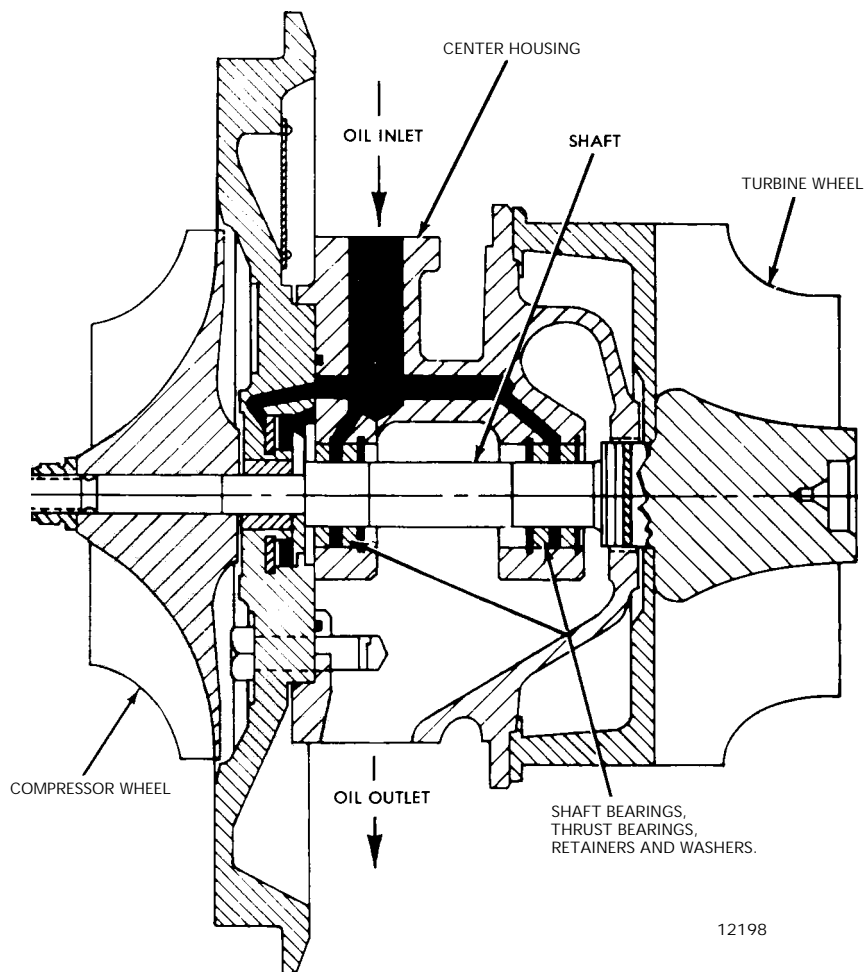 CENTER HOUSING
OIL INLET
SHAFT
TURBINE WHEEL
COMPRESSOR WHEEL
OIL OUTLET
SHAFT BEARINGS,
THRUST BEARINGS,
RETAINERS AND WASHERS.
12198